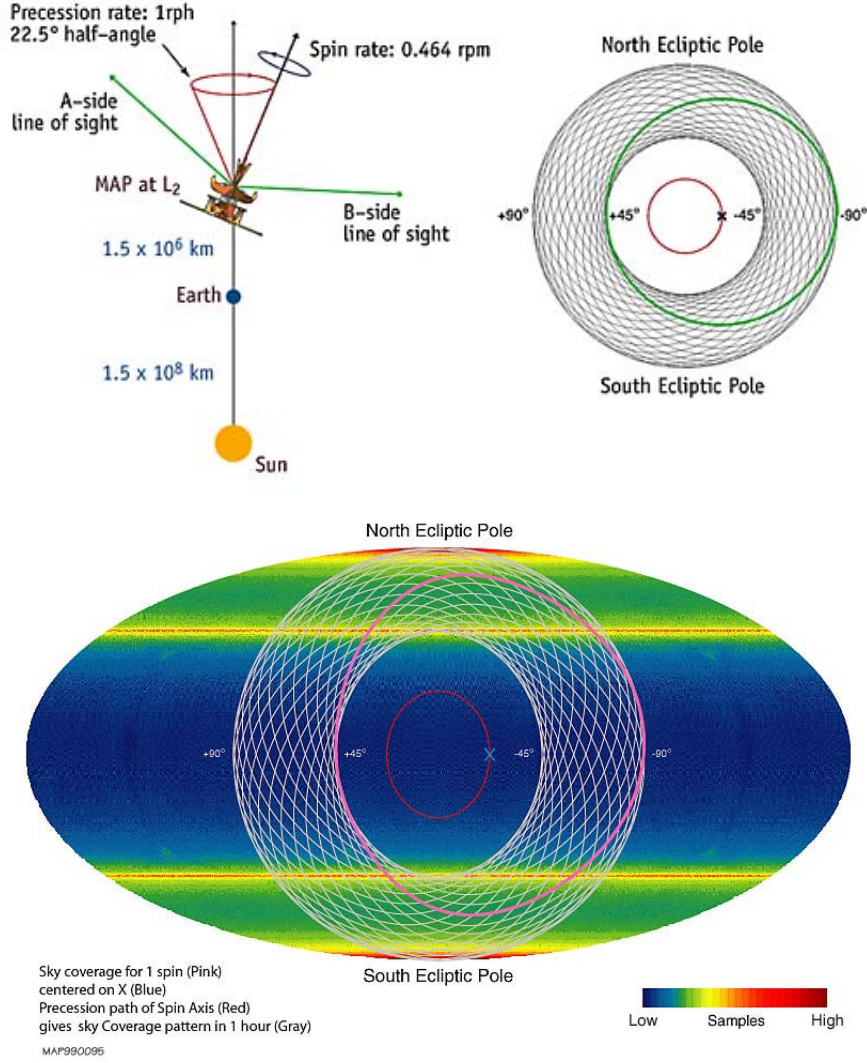 Precession rate: 1rph
22.5° half-angle
Spin rate: 0.464 rpm
A-side
line of sight
MAP at L2
B-side
line of sight
1.5 x 10⁶ km
Earth
1.5 x 10⁸ km
Sun
North Ecliptic Pole
+90°
+45°
x
-45°
-90°
South Ecliptic Pole
North Ecliptic Pole
+90°
+45°
X
-45°
-90°
South Ecliptic Pole
Sky coverage for 1 spin (Pink)
centered on X (Blue)
Precession path of Spin Axis (Red)
gives sky Coverage pattern in 1 hour (Gray)
MAP990095
Low Samples High